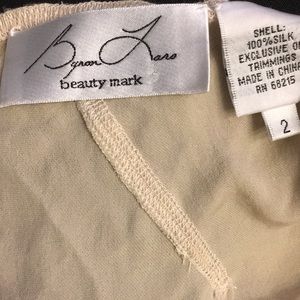 Byron Lars
beauty mark
SHELL:
100%SILK
EXCLUSIVE OF
TRIMMINGS
MADE IN CHINA
RN 68215
2